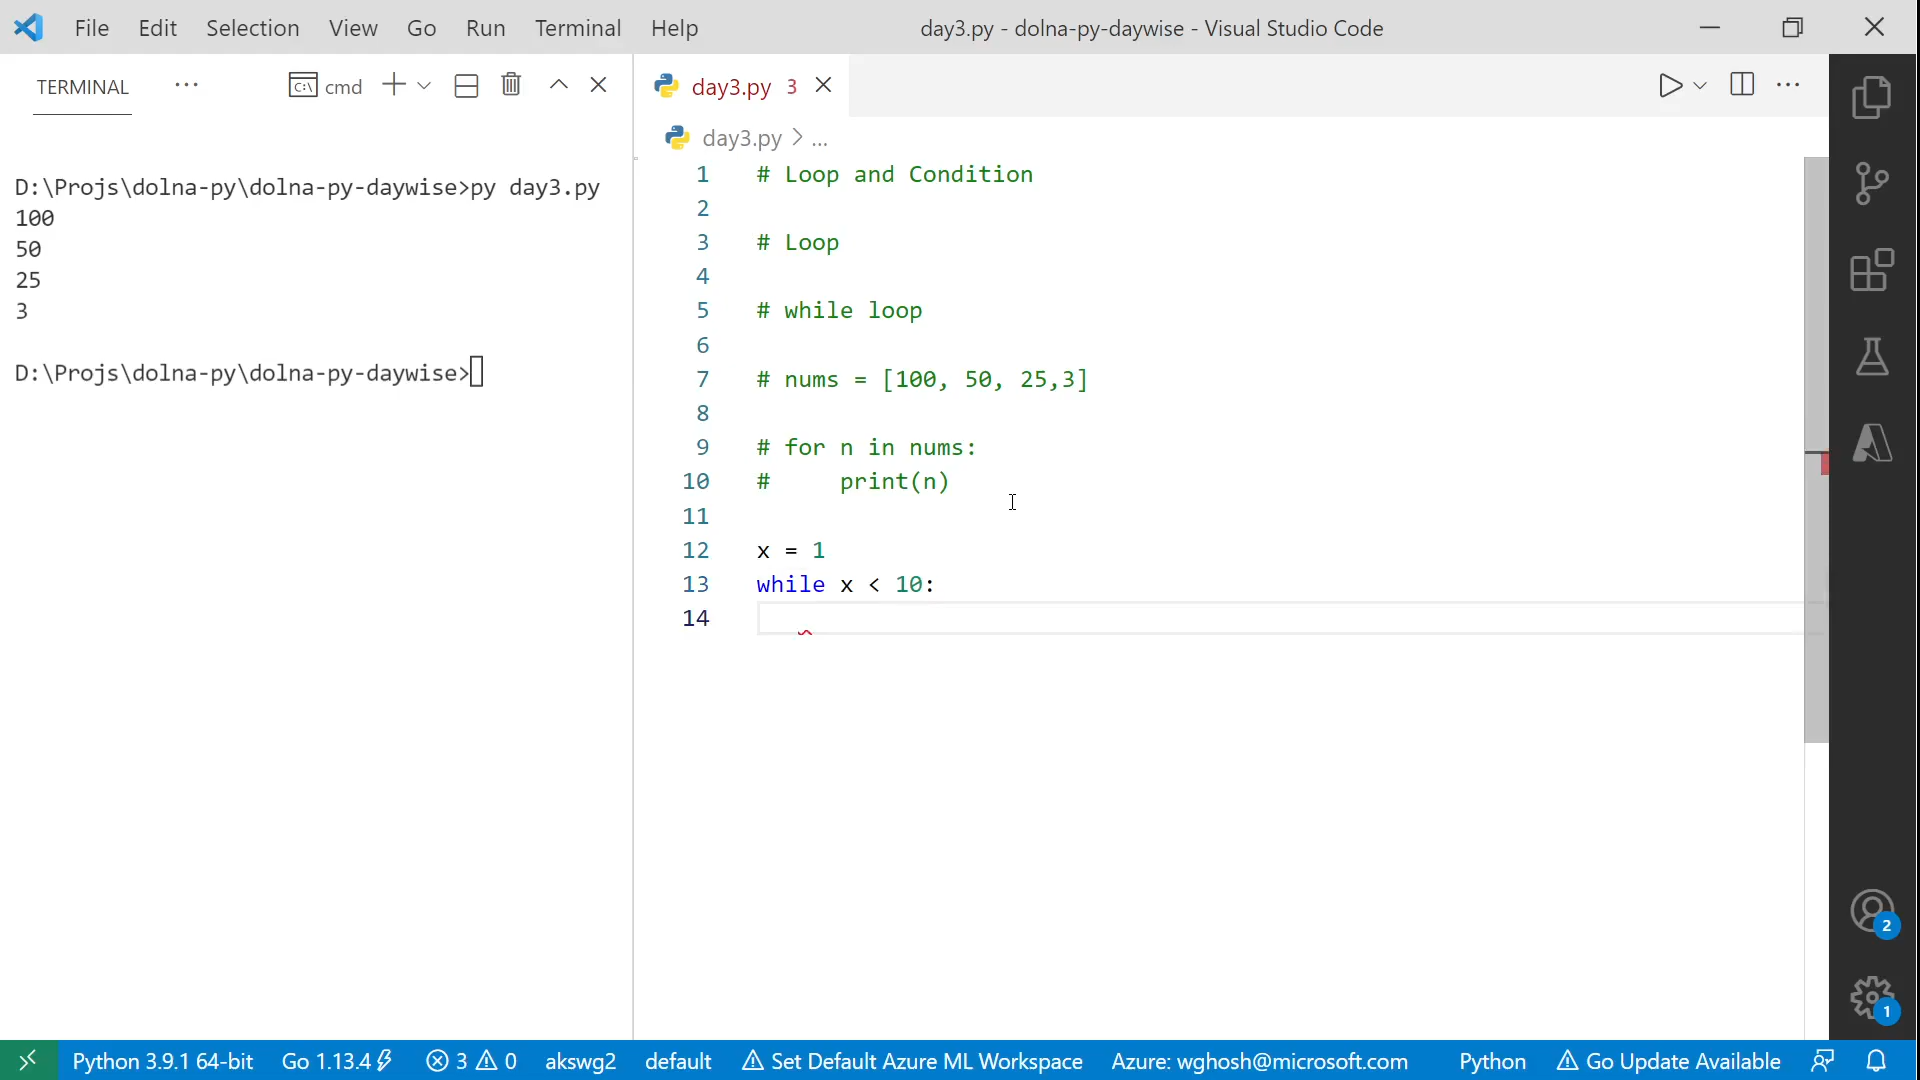 File Edit Selection View Go Run Terminal Help day3.py - dolna-py-daywise - Visual Studio Code
TERMINAL ... cmd
D:\Projs\dolna-py\dolna-py-daywise>py day3.py
100
50
25
3
D:\Projs\dolna-py\dolna-py-daywise>
day3.py 3
day3.py > ...
1 # Loop and Condition
2
3 # Loop
4
5 # while loop
6
7 # nums = [100, 50, 25,3]
8
9 # for n in nums:
10 #     print(n)
11
12 x = 1
13 while x < 10:
14
2
1
Python 3.9.1 64-bit Go 1.13.4 3 0 akswg2 default Set Default Azure ML Workspace Azure: wghosh@microsoft.com Python Go Update Available